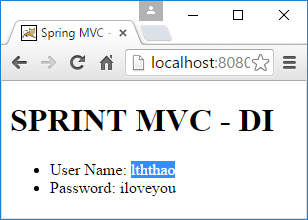 Spring MVC -
localhost:8080
SPRINT MVC - DI
User Name: lththao
Password: iloveyou